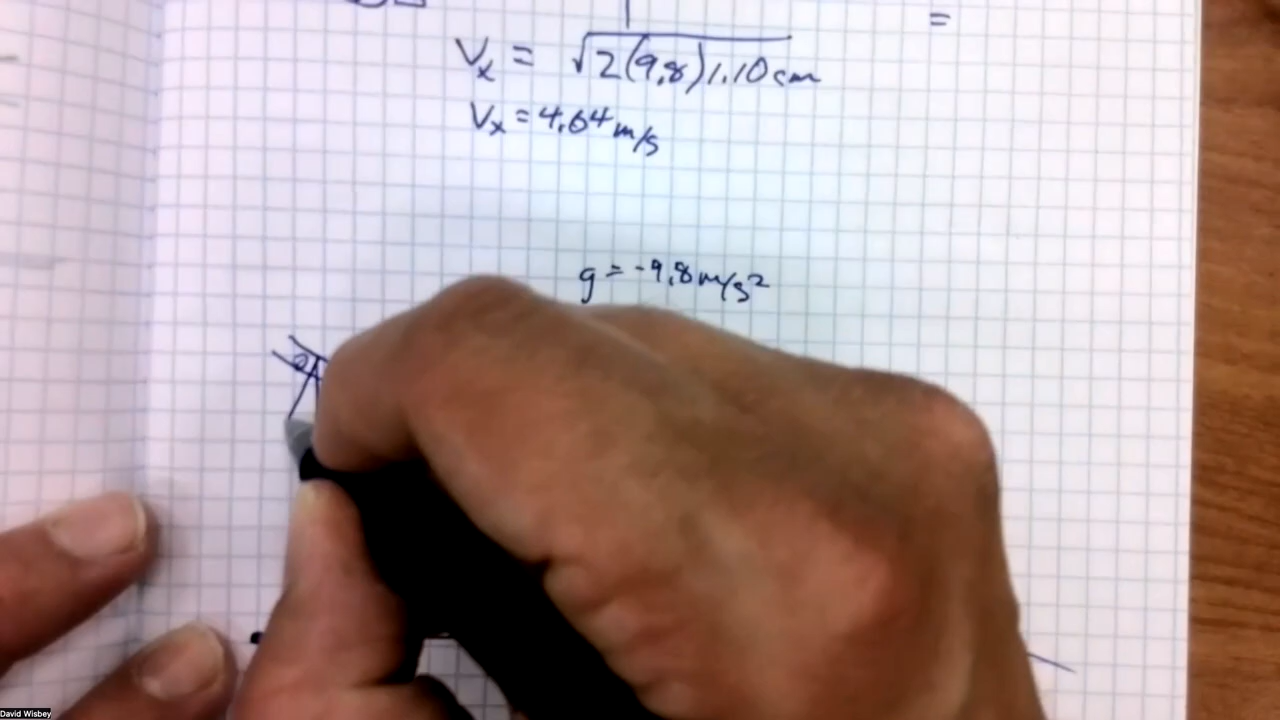 =
Vx = √2(9.8)1.10cm
Vx = 4.64 m/s
g = -9.8 m/s²
David Wisbey